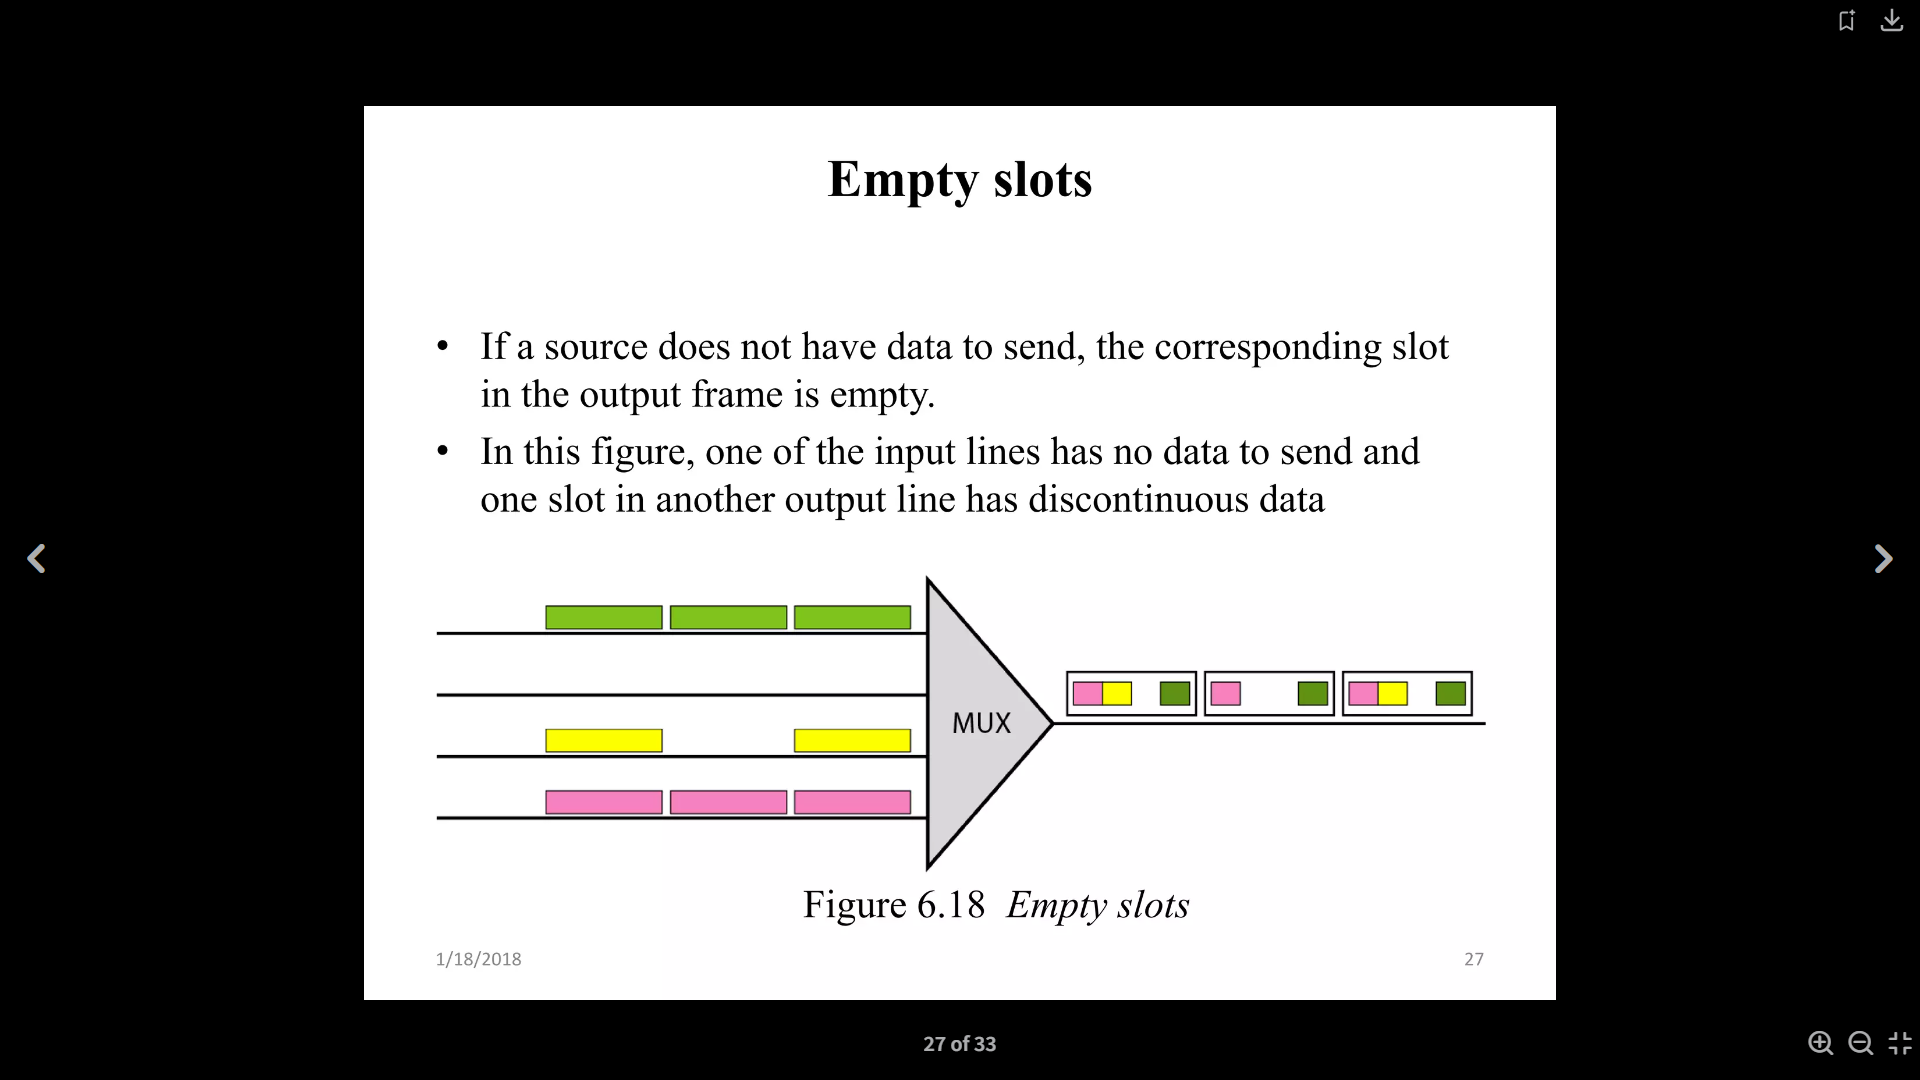 Empty slots
• If a source does not have data to send, the corresponding slot
in the output frame is empty.
• In this figure, one of the input lines has no data to send and
one slot in another output line has discontinuous data
MUX
Figure 6.18 Empty slots
1/18/2018
27
27 of 33